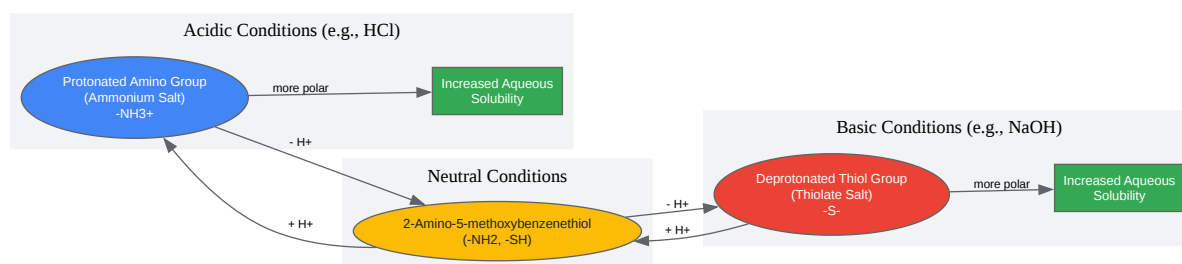 Acidic Conditions (e.g., HCl)
Protonated Amino Group
(Ammonium Salt)
-NH3+
more polar
Increased Aqueous
Solubility
- H+
+ H+
Neutral Conditions
2-Amino-5-methoxybenzenethiol
(-NH2, -SH)
- H+
+ H+
Basic Conditions (e.g., NaOH)
Deprotonated Thiol Group
(Thiolate Salt)
-S-
more polar
Increased Aqueous
Solubility